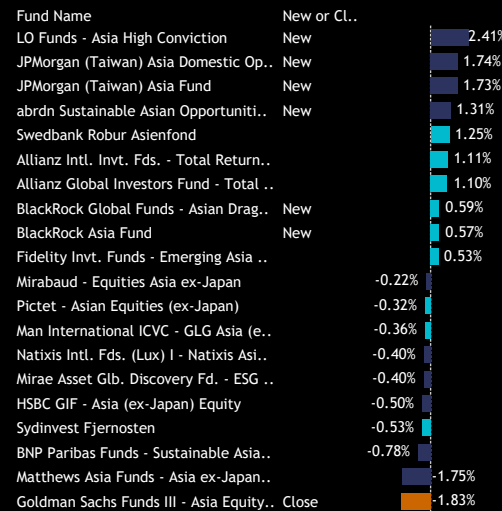 Fund Name New or Cl..
LO Funds - Asia High Conviction New 2.41%
JPMorgan (Taiwan) Asia Domestic Op.. New 1.74%
JPMorgan (Taiwan) Asia Fund New 1.73%
abrdn Sustainable Asian Opportuniti.. New 1.31%
Swedbank Robur Asienfond 1.25%
Allianz Intl. Invt. Fds. - Total Return.. 1.11%
Allianz Global Investors Fund - Total .. 1.10%
BlackRock Global Funds - Asian Drag.. New 0.59%
BlackRock Asia Fund New 0.57%
Fidelity Invt. Funds - Emerging Asia .. 0.53%
Mirabaud - Equities Asia ex-Japan -0.22%
Pictet - Asian Equities (ex-Japan) -0.32%
Man International ICVC - GLG Asia (e.. -0.36%
Natixis Intl. Fds. (Lux) I - Natixis Asi.. -0.40%
Mirae Asset Glb. Discovery Fd. - ESG .. -0.40%
HSBC GIF - Asia (ex-Japan) Equity -0.50%
Sydinvest Fjernosten -0.53%
BNP Paribas Funds - Sustainable Asia.. -0.78%
Matthews Asia Funds - Asia ex-Japan.. -1.75%
Goldman Sachs Funds III - Asia Equity.. Close -1.83%